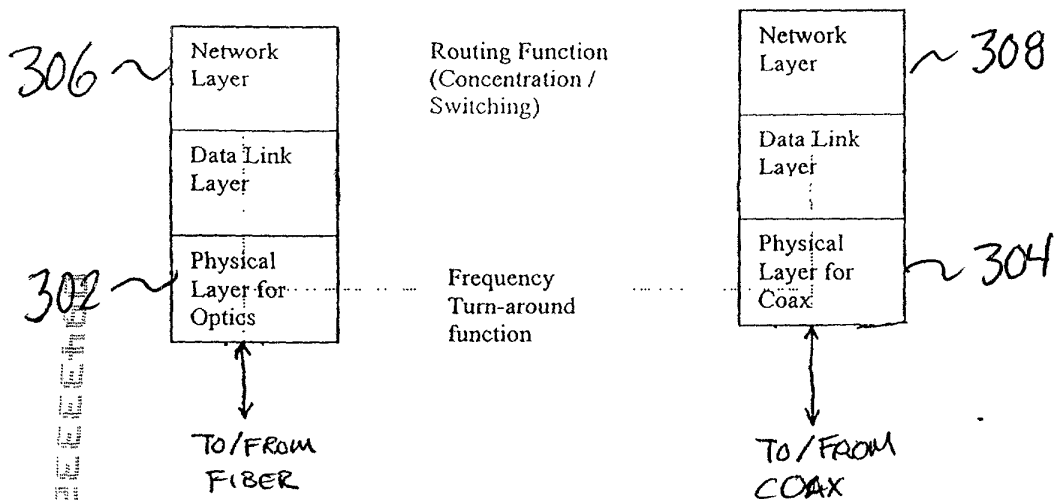 306
Network
Layer
Routing Function
(Concentration /
Switching)
Network
Layer
308
Data Link
Layer
Data Link
Layer
302
Physical
Layer for
Optics
Frequency
Turn-around
function
Physical
Layer for
Coax
304
TO/FROM
FIBER
TO/FROM
COAX